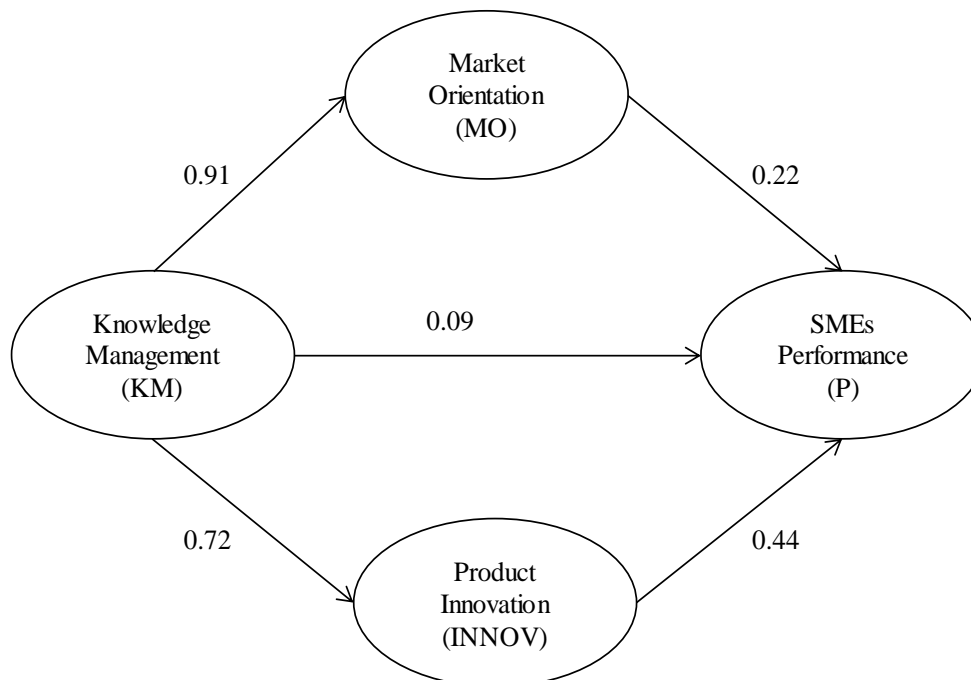 Market
Orientation
(MO)
0.91
0.22
Knowledge
Management
(KM)
0.09
SMEs
Performance
(P)
0.72
0.44
Product
Innovation
(INNOV)